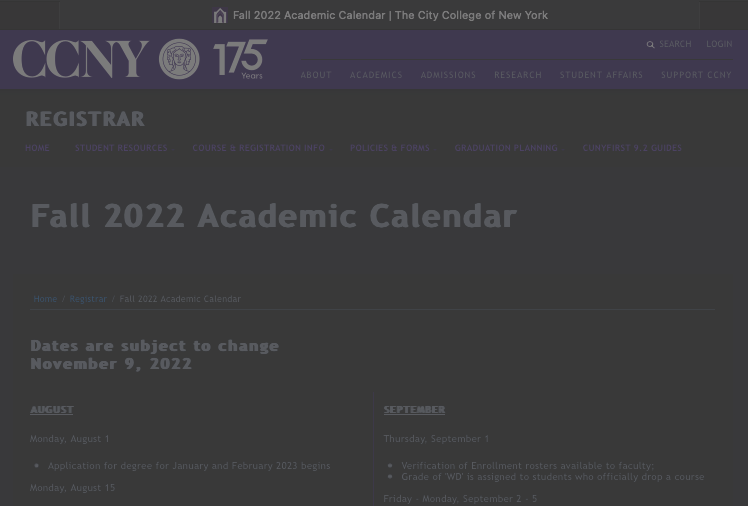 Fall 2022 Academic Calendar | The City College of New York
CCNY 175 Years
SEARCH LOGIN
ABOUT ACADEMICS ADMISSIONS RESEARCH STUDENT AFFAIRS SUPPORT CCNY
REGISTRAR
HOME STUDENT RESOURCES COURSE & REGISTRATION INFO POLICIES & FORMS GRADUATION PLANNING CUNYFIRST 9.2 GUIDES
Fall 2022 Academic Calendar
Home / Registrar / Fall 2022 Academic Calendar
Dates are subject to change
November 9, 2022
AUGUST
Monday, August 1
• Application for degree for January and February 2023 begins
Monday, August 15
SEPTEMBER
Thursday, September 1
• Verification of Enrollment rosters available to faculty;
• Grade of 'WD' is assigned to students who officially drop a course
Friday - Monday, September 2 - 5